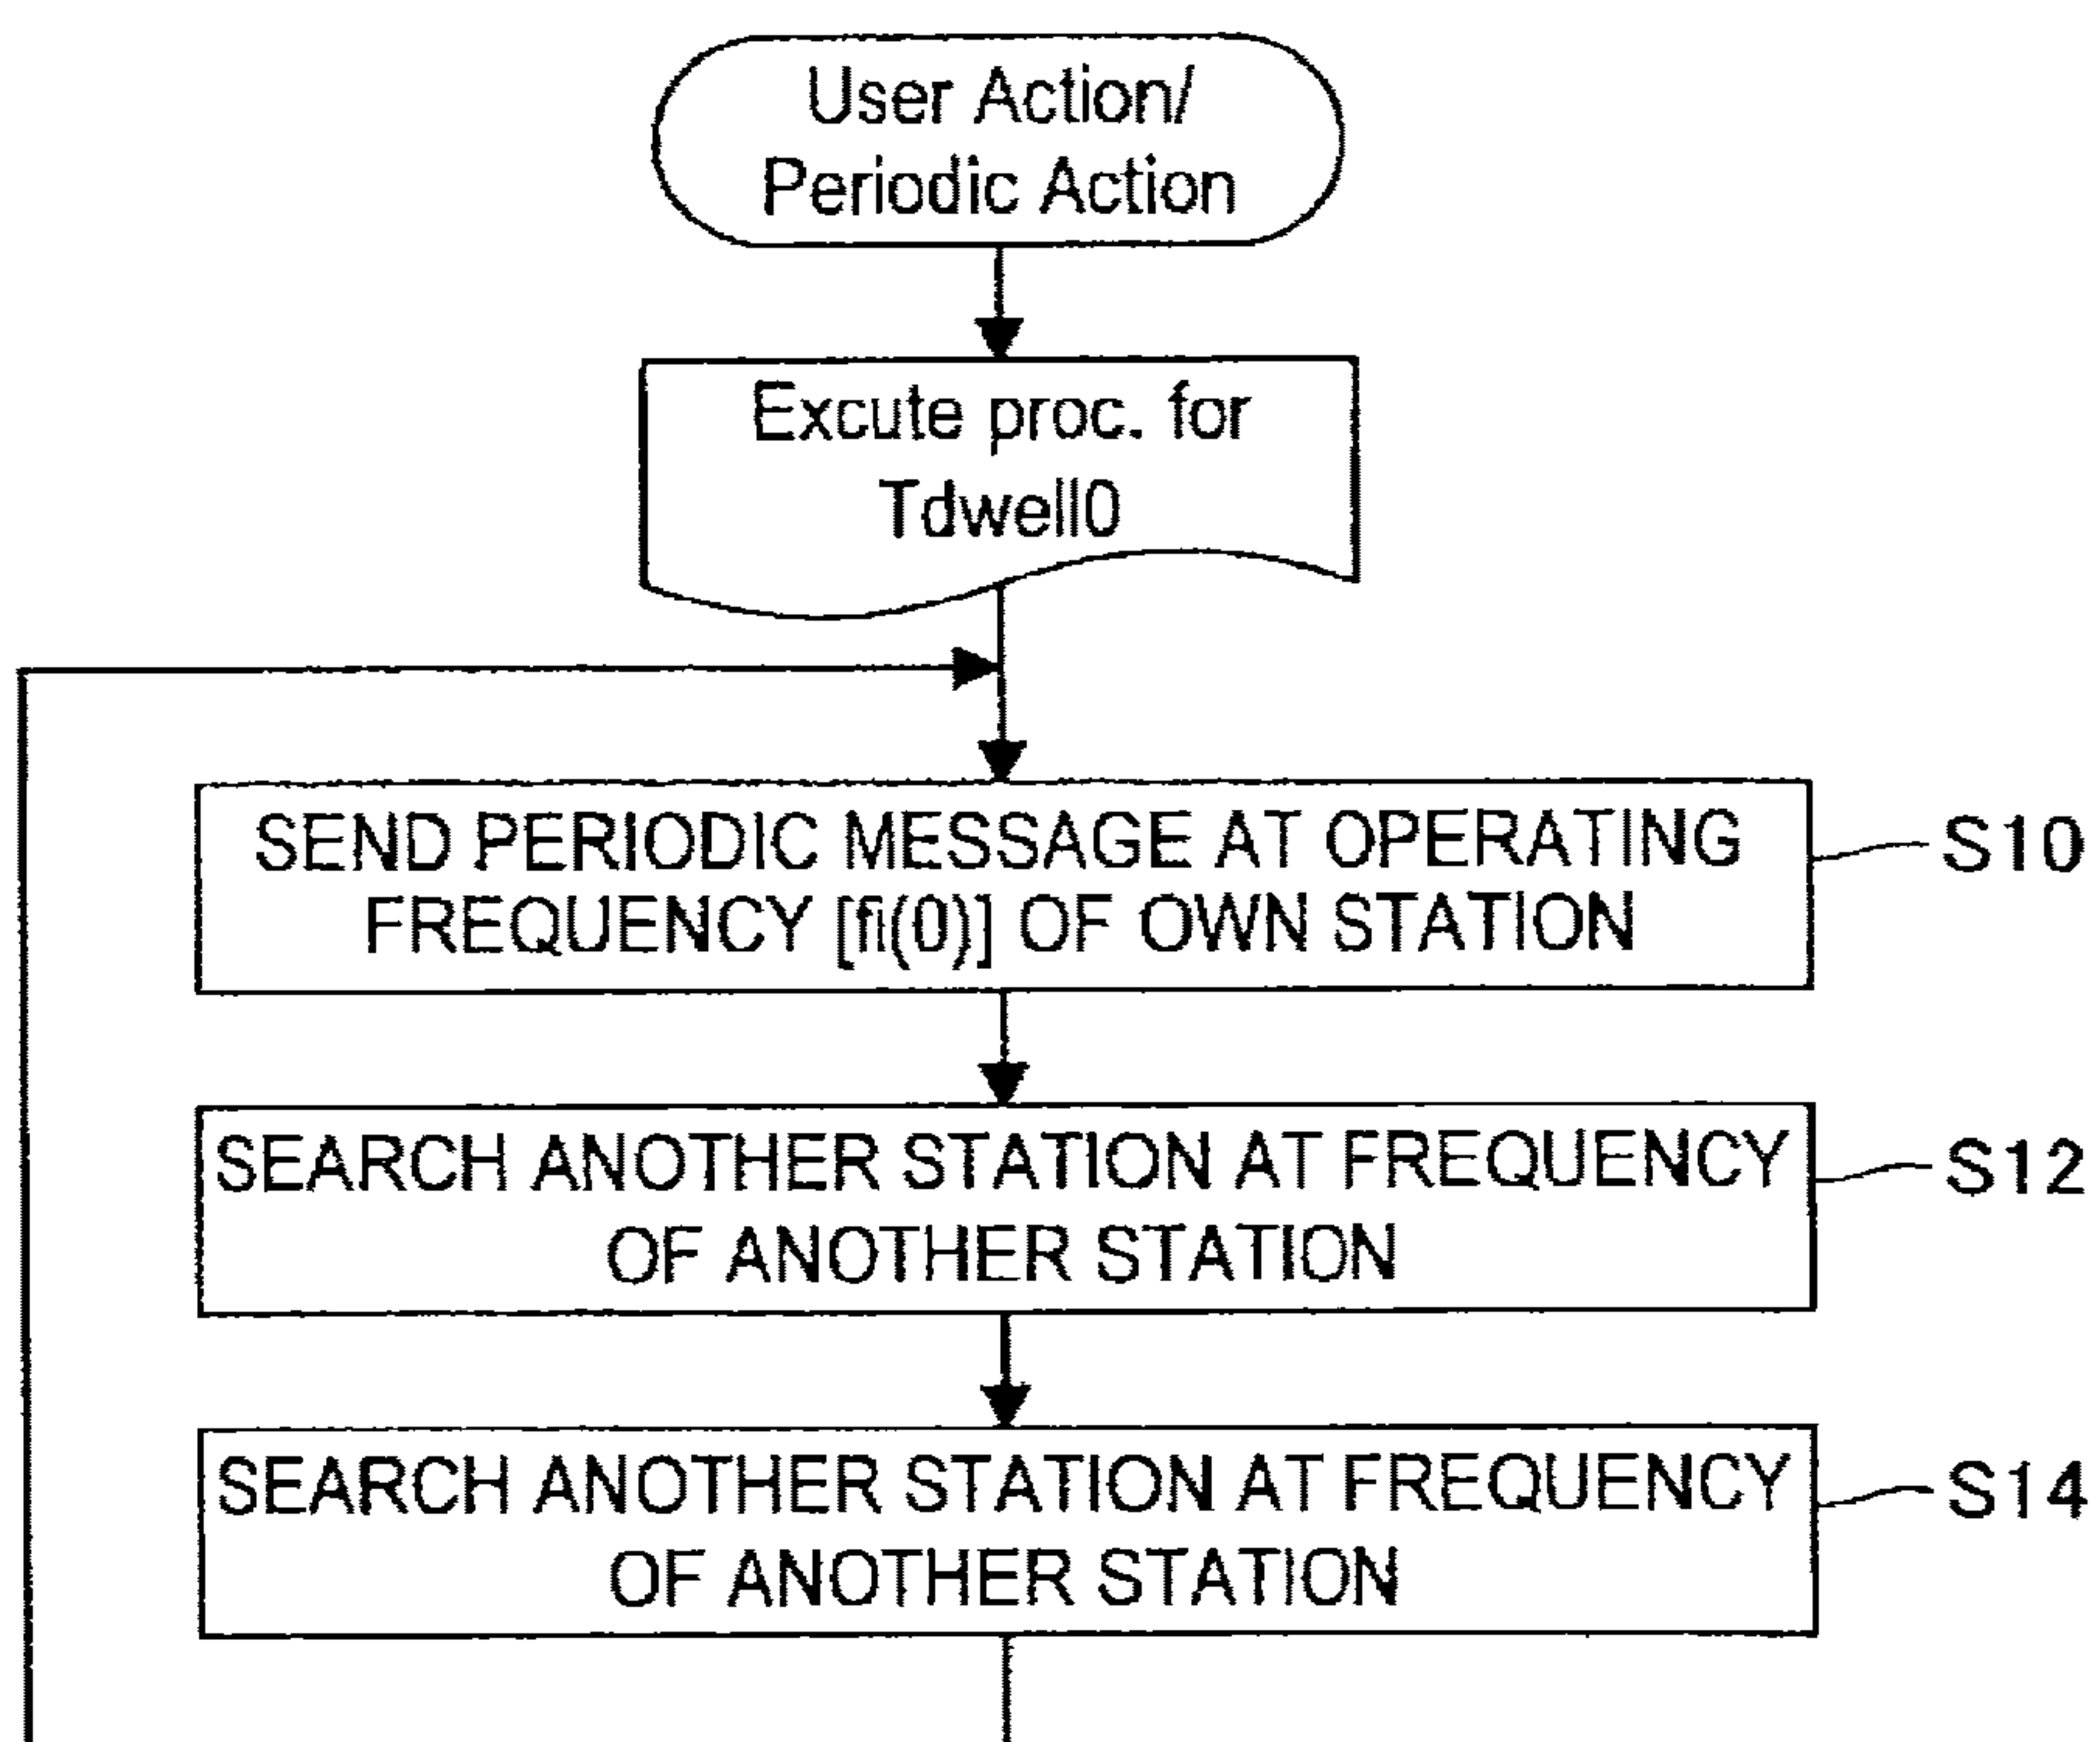 User Action/
Periodic Action
Excute proc. for
Tdwell0
SEND PERIODIC MESSAGE AT OPERATING
FREQUENCY [fi(0)] OF OWN STATION
S10
SEARCH ANOTHER STATION AT FREQUENCY
OF ANOTHER STATION
S12
SEARCH ANOTHER STATION AT FREQUENCY
OF ANOTHER STATION
S14